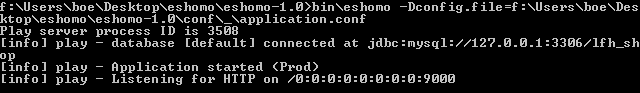 f:\Users\boe\Desktop\eshomo\eshomo-1.0>bin\eshomo -Dconfig.file=f:\Users\boe\Des
ktop\eshomo\eshomo-1.0\conf\_\application.conf
Play server process ID is 3508
[info] play - database [default] connected at jdbc:mysql://127.0.0.1:3306/lfh_sh
op
[info] play - Application started (Prod)
[info] play - Listening for HTTP on /0:0:0:0:0:0:0:0:9000